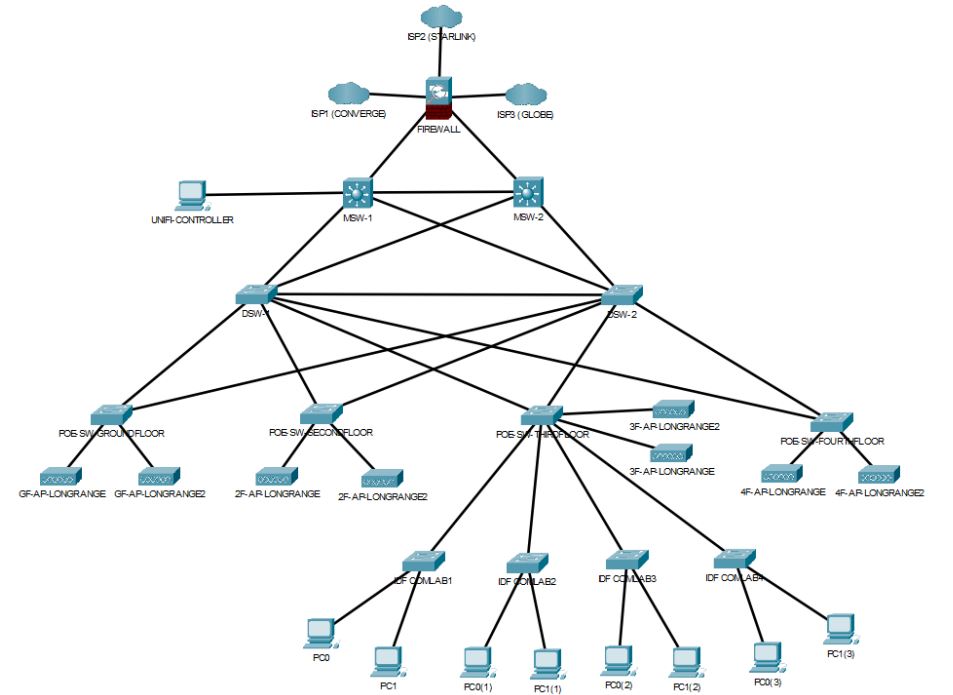 ISP2 (STARLINK)
ISP1 (CONVERGE)
ISP3 (GLOBE)
FIREWALL
UNIFI-CONTROLLER
MSW-1
MSW-2
DSW-1
DSW-2
POE-SW-GROUNDFLOOR
POE-SW-SECONDFLOOR
POE-SW-THIRDFLOOR
POE-SW-FOURTHFLOOR
3F-AP-LONGRANGE2
3F-AP-LONGRANGE
GF-AP-LONGRANGE
GF-AP-LONGRANGE2
2F-AP-LONGRANGE
2F-AP-LONGRANGE2
4F-AP-LONGRANGE
4F-AP-LONGRANGE2
IDF COMLAB1
IDF COMLAB2
IDF COMLAB3
IDF COMLAB4
PC0
PC1
PC0(1)
PC1(1)
PC0(2)
PC1(2)
PC0(3)
PC1(3)